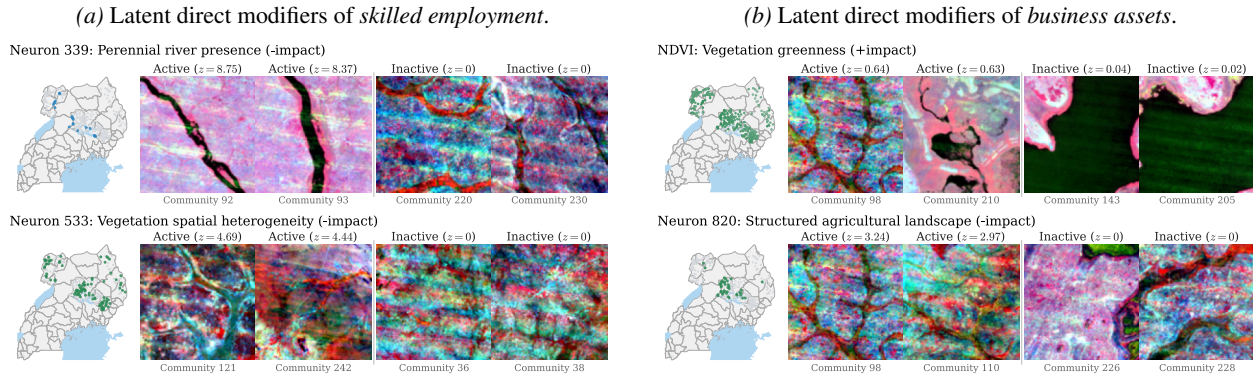 (a) Latent direct modifiers of skilled employment.
Neuron 339: Perennial river presence (-impact)
Active (z = 8.75) Active (z = 8.37) Inactive (z = 0) Inactive (z = 0)
Community 92 Community 93 Community 220 Community 230
Neuron 533: Vegetation spatial heterogeneity (-impact)
Active (z = 4.69) Active (z = 4.44) Inactive (z = 0) Inactive (z = 0)
Community 121 Community 242 Community 36 Community 38
(b) Latent direct modifiers of business assets.
NDVI: Vegetation greenness (+impact)
Active (z = 0.64) Active (z = 0.63) Inactive (z = 0.04) Inactive (z = 0.02)
Community 98 Community 210 Community 143 Community 205
Neuron 820: Structured agricultural landscape (-impact)
Active (z = 3.24) Active (z = 2.97) Inactive (z = 0) Inactive (z = 0)
Community 98 Community 110 Community 226 Community 228